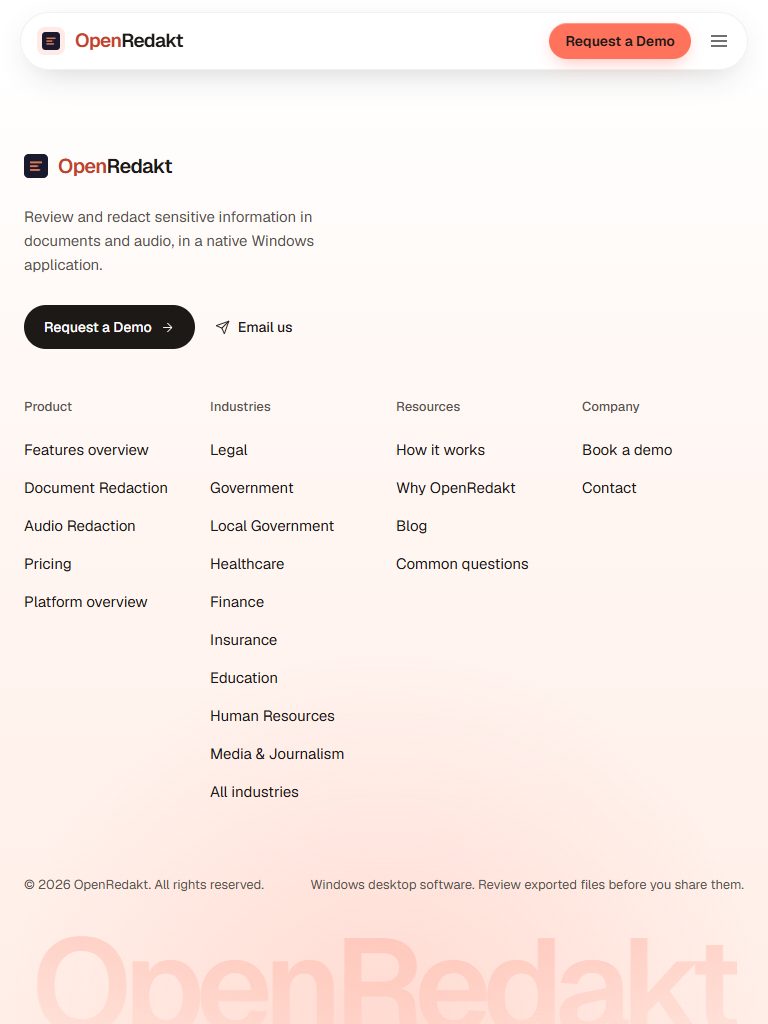 OpenRedakt
Request a Demo
OpenRedakt
Review and redact sensitive information in
documents and audio, in a native Windows
application.
Request a Demo
Email us
Product
Features overview
Document Redaction
Audio Redaction
Pricing
Platform overview
Industries
Legal
Government
Local Government
Healthcare
Finance
Insurance
Education
Human Resources
Media & Journalism
All industries
Resources
How it works
Why OpenRedakt
Blog
Common questions
Company
Book a demo
Contact
© 2026 OpenRedakt. All rights reserved.
Windows desktop software. Review exported files before you share them.
OpenRedakt